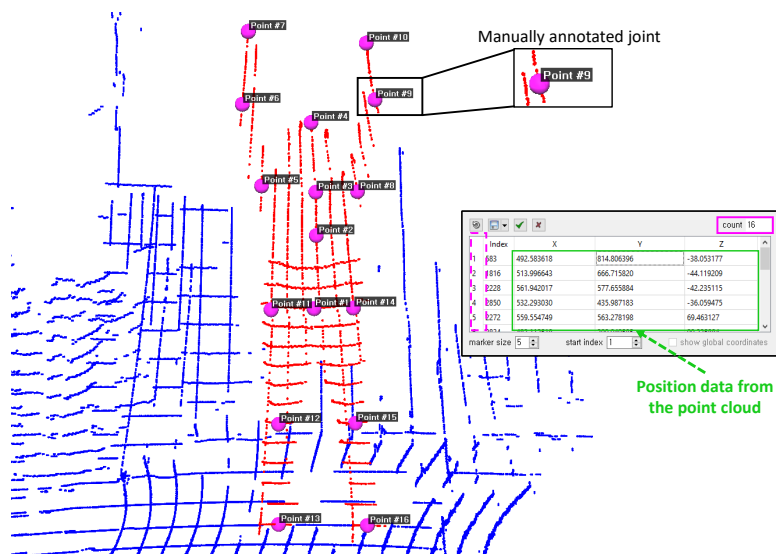 Point #7
Point #10
Manually annotated joint
Point #9
Point #6
Point #9
Point #4
Point #5
Point #3
Point #8
Point #2
count 16
Index X Y Z
1 683 492.583618 814.806396 -38.053177
2 1816 513.996643 666.715820 -44.119209
3 2228 561.942017 577.655884 -42.235115
4 2850 532.293030 435.987183 -36.059475
5 2272 559.554749 563.278198 69.463127
marker size 5 start index 1 show global coordinates
Point #11
Point #1
Point #14
Position data from
the point cloud
Point #12
Point #15
Point #13
Point #16